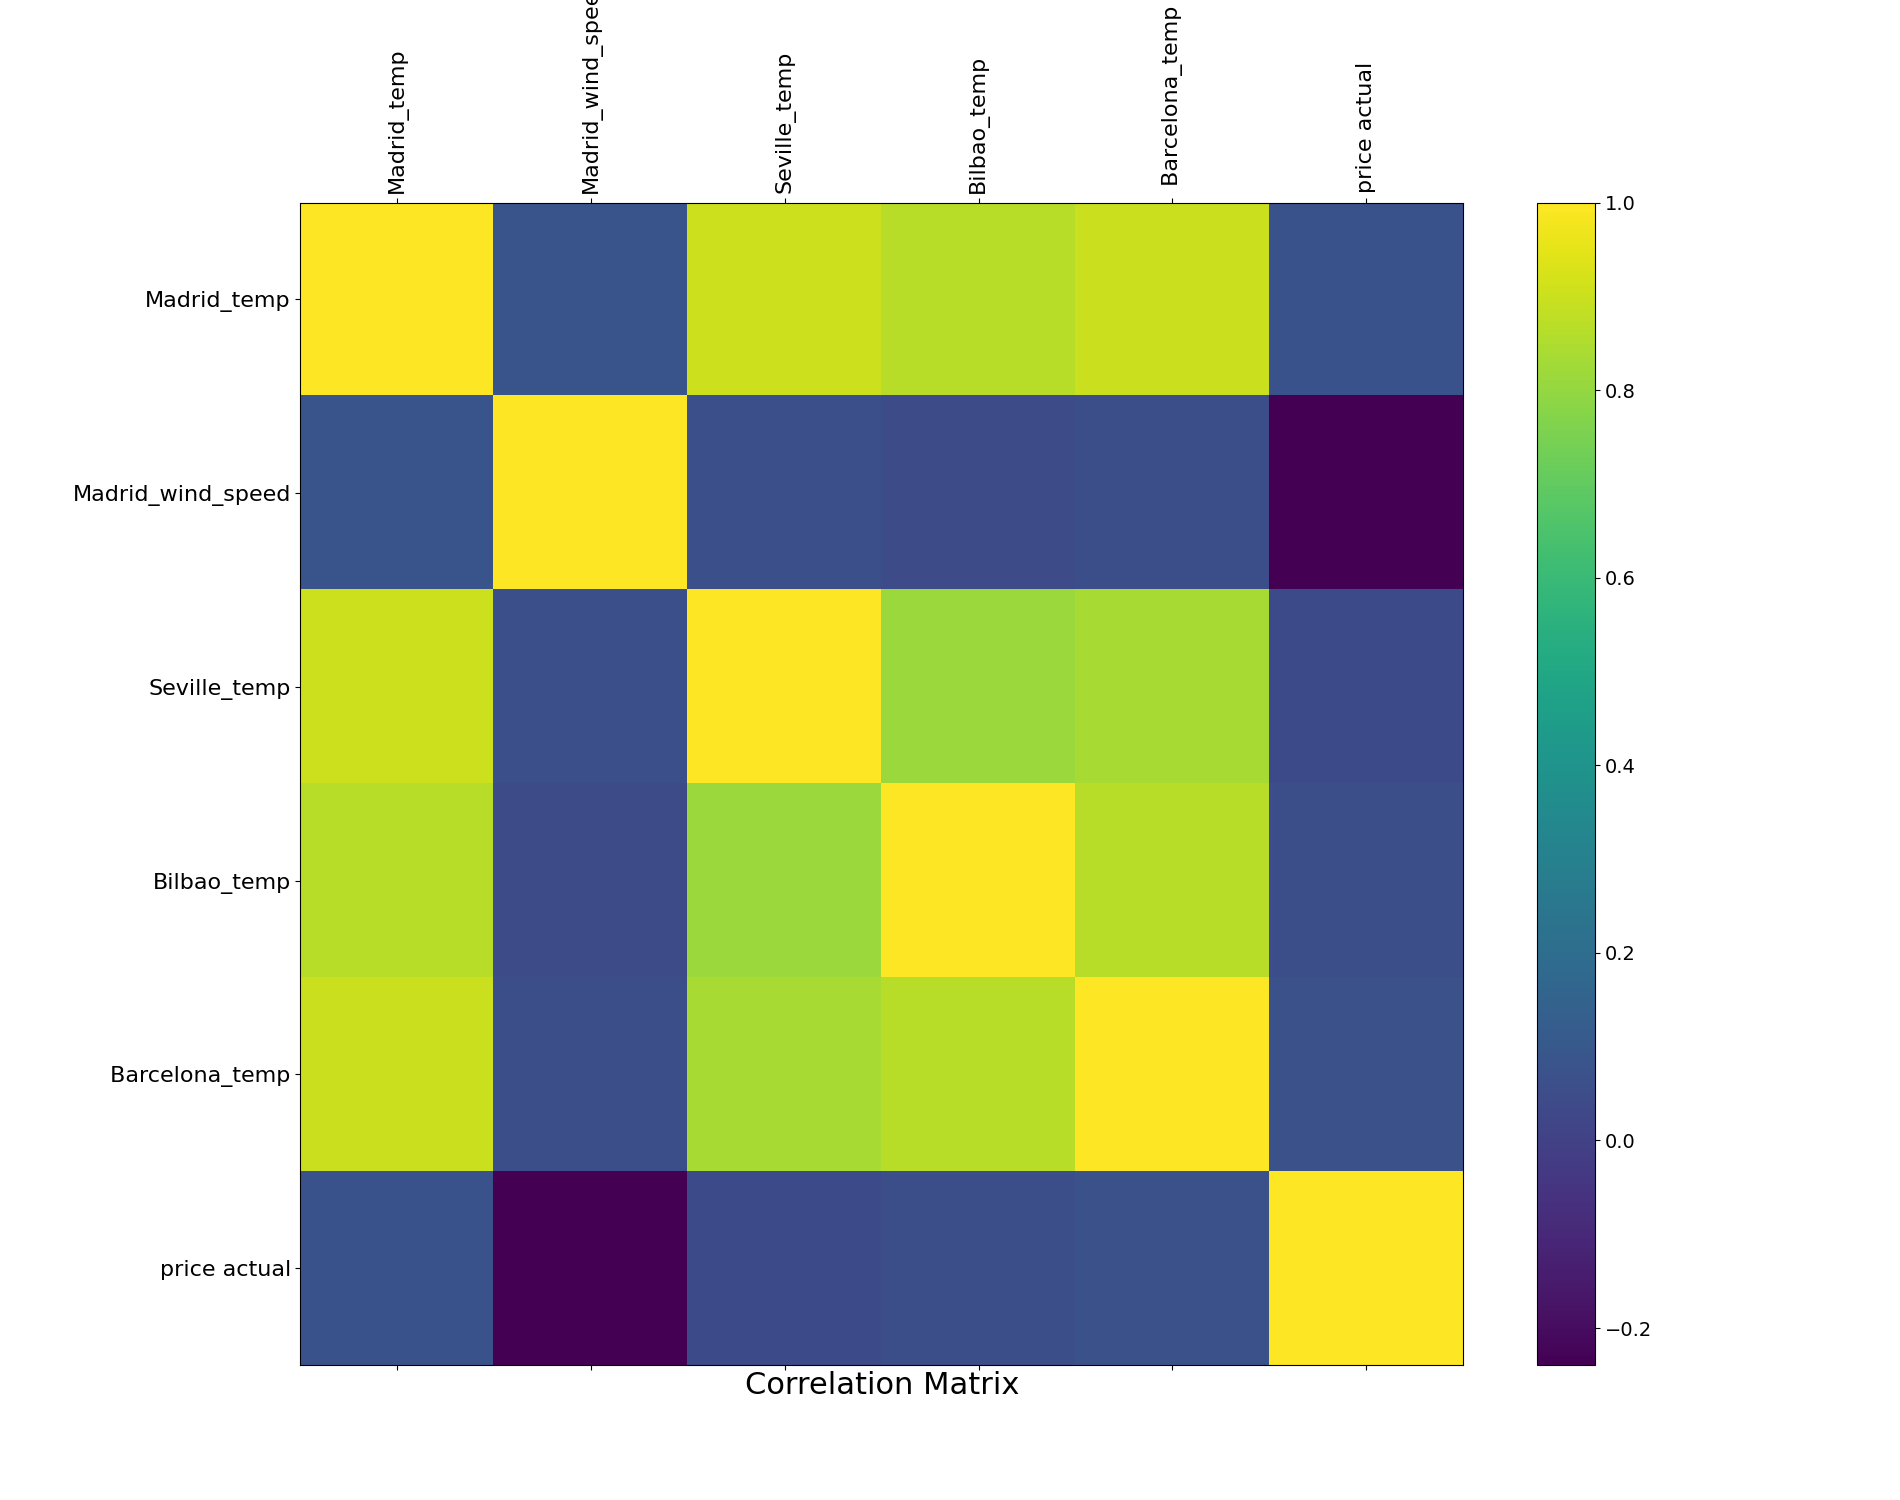 Madrid_temp
Madrid_wind_spee
Seville_temp
Bilbao_temp
Barcelona_temp
price actual
Madrid_temp
Madrid_wind_speed
Seville_temp
Bilbao_temp
Barcelona_temp
price actual
1.0
0.8
0.6
0.4
0.2
0.0
−0.2
Correlation Matrix